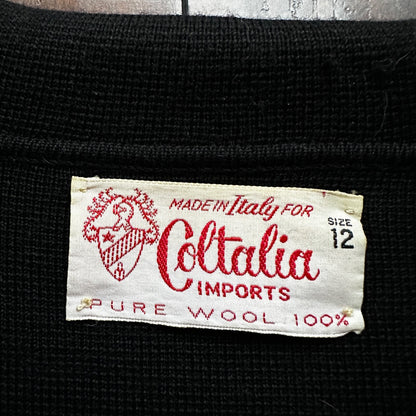 MADE IN Italy FOR
Coltalia
IMPORTS
SIZE
12
PURE WOOL 100%